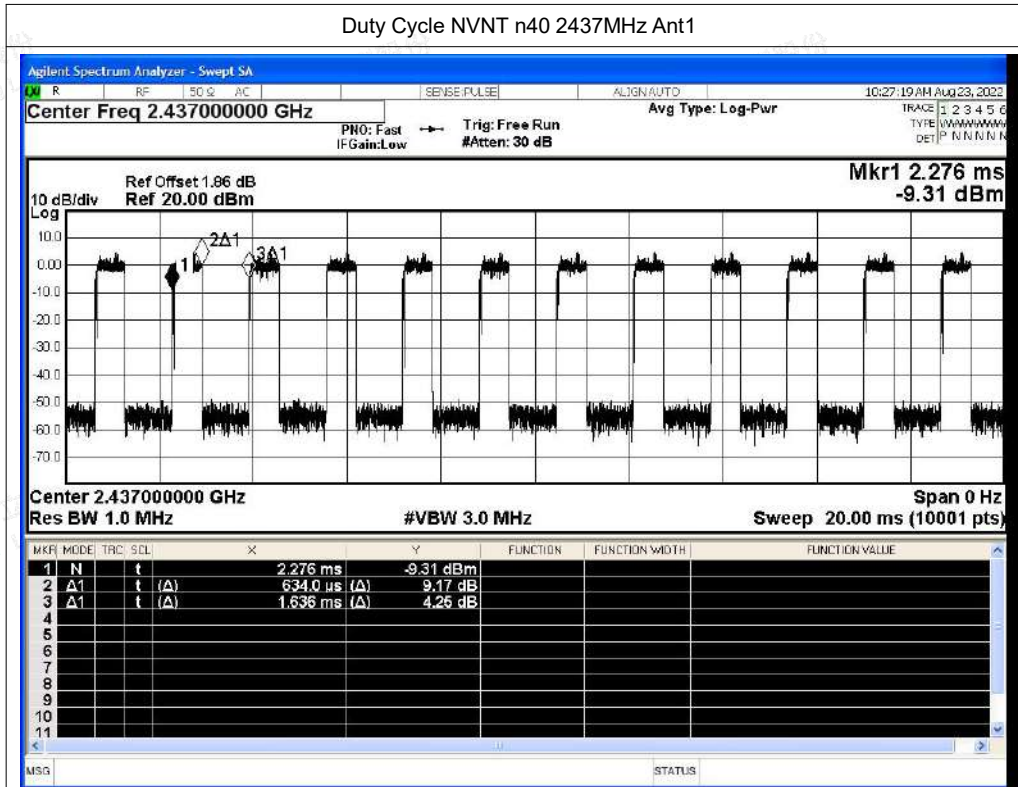 Duty Cycle NVNT n40 2437MHz Ant1
Agilent Spectrum Analyzer - Swept SA
R RF 50 Ω AC SENSE:PULSE ALIGN AUTO 10:27:19 AM Aug 23, 2022
Center Freq 2.437000000 GHz Avg Type: Log-Pwr TRACE 1 2 3 4 5 6
PNO: Fast Trig: Free Run TYPE
IFGain:Low #Atten: 30 dB DET P N N N N N
Mkr1 2.276 ms
-9.31 dBm
Ref Offset 1.86 dB
10 dB/div Ref 20.00 dBm
Log
10.0
0.00
-10.0
-20.0
-30.0
-40.0
-50.0
-60.0
-70.0
1
2Δ1
3Δ1
Center 2.437000000 GHz Span 0 Hz
Res BW 1.0 MHz #VBW 3.0 MHz Sweep 20.00 ms (10001 pts)
MKR MODE TRC SCL X Y FUNCTION FUNCTION WIDTH FUNCTION VALUE
1 N t 2.276 ms -9.31 dBm
2 Δ1 t (Δ) 634.0 us (Δ) 9.17 dB
3 Δ1 t (Δ) 1.636 ms (Δ) 4.25 dB
4
5
6
7
8
9
10
11
MSG STATUS